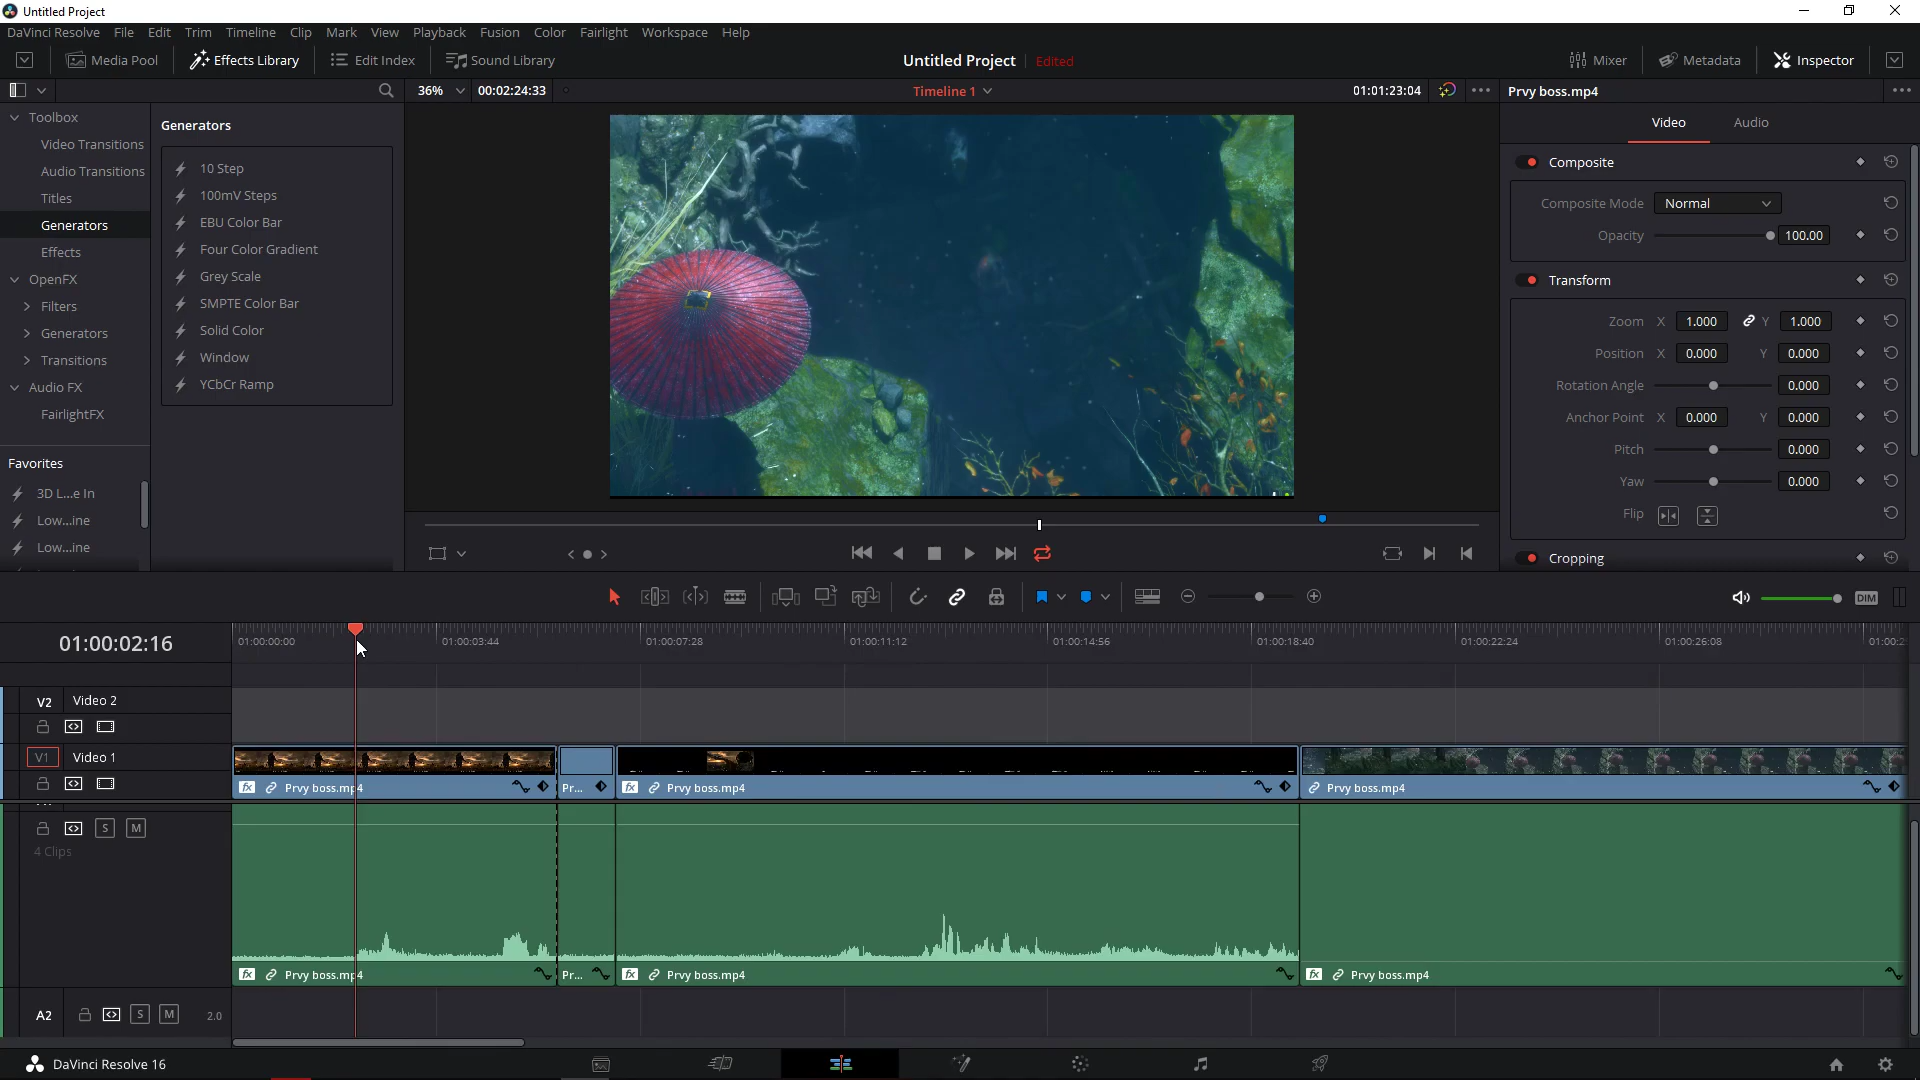 Untitled Project
DaVinci Resolve File Edit Trim Timeline Clip Mark View Playback Fusion Color Fairlight Workspace Help
Media Pool Effects Library Edit Index Sound Library Untitled Project Edited Mixer Metadata Inspector
36% 00:02:24:33 Timeline 1 01:01:23:04 Prvy boss.mp4
Toolbox
Video Transitions
Audio Transitions
Titles
Generators
Effects
OpenFX
Filters
Generators
Transitions
Audio FX
FairlightFX
Favorites
3D L...e In
Low...ine
Low...ine
Generators
10 Step
100mV Steps
EBU Color Bar
Four Color Gradient
Grey Scale
SMPTE Color Bar
Solid Color
Window
YCbCr Ramp
Video Audio
Composite
Composite Mode Normal
Opacity 100.00
Transform
Zoom X 1.000 Y 1.000
Position X 0.000 Y 0.000
Rotation Angle 0.000
Anchor Point X 0.000 Y 0.000
Pitch 0.000
Yaw 0.000
Flip
Cropping
DIM
01:00:02:16
01:00:00:00 01:00:03:44 01:00:07:28 01:00:11:12 01:00:14:56 01:00:18:40 01:00:22:24 01:00:26:08 01:00:2
V2 Video 2
V1 Video 1
fx Prvy boss.mp4 Pr... fx Prvy boss.mp4 Prvy boss.mp4
S M
4 Clips
fx Prvy boss.mp4 Pr... fx Prvy boss.mp4 fx Prvy boss.mp4
A2 S M 2.0
DaVinci Resolve 16